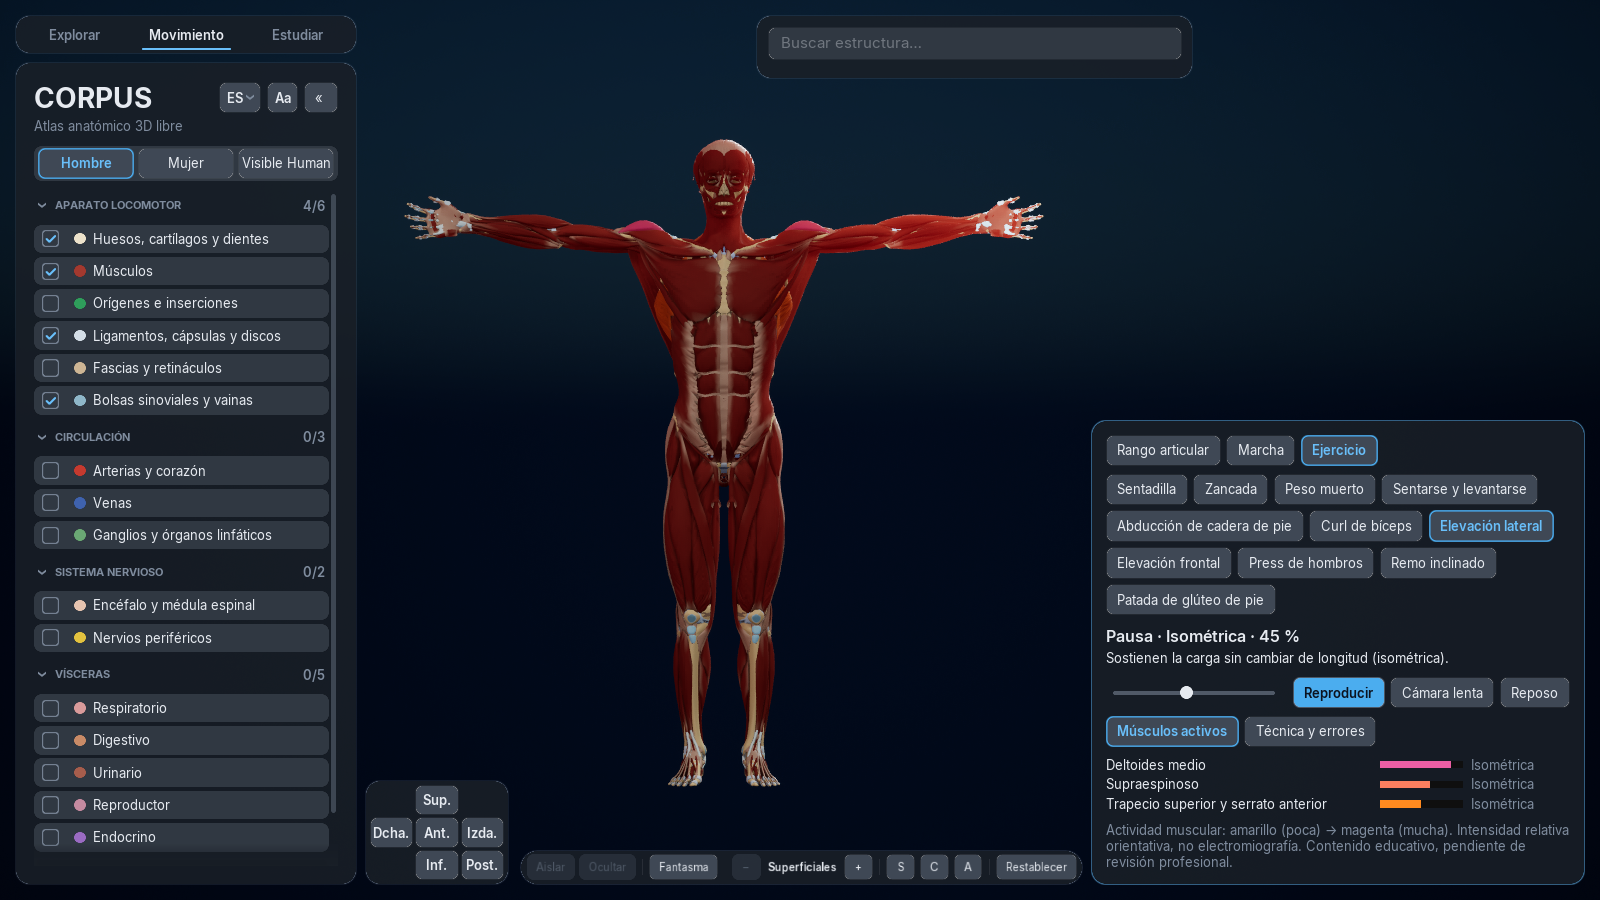 Explorar Movimiento Estudiar
Buscar estructura...
CORPUS ES Aa «
Atlas anatómico 3D libre
Hombre Mujer Visible Human
APARATO LOCOMOTOR 4/6
Huesos, cartílagos y dientes
Músculos
Orígenes e inserciones
Ligamentos, cápsulas y discos
Fascias y retináculos
Bolsas sinoviales y vainas
CIRCULACIÓN 0/3
Arterias y corazón
Venas
Ganglios y órganos linfáticos
SISTEMA NERVIOSO 0/2
Encéfalo y médula espinal
Nervios periféricos
VÍSCERAS 0/5
Respiratorio
Digestivo
Urinario
Reproductor
Endocrino
Sup.
Dcha. Ant. Izda.
Inf. Post.
Aislar Ocultar Fantasma − Superficiales + S C A Restablecer
Rango articular Marcha Ejercicio
Sentadilla Zancada Peso muerto Sentarse y levantarse
Abducción de cadera de pie Curl de bíceps Elevación lateral
Elevación frontal Press de hombros Remo inclinado
Patada de glúteo de pie
Pausa · Isométrica · 45 %
Sostienen la carga sin cambiar de longitud (isométrica).
Reproducir Cámara lenta Reposo
Músculos activos Técnica y errores
Deltoides medio Isométrica
Supraespinoso Isométrica
Trapecio superior y serrato anterior Isométrica
Actividad muscular: amarillo (poca) → magenta (mucha). Intensidad relativa
orientativa, no electromiografía. Contenido educativo, pendiente de
revisión profesional.